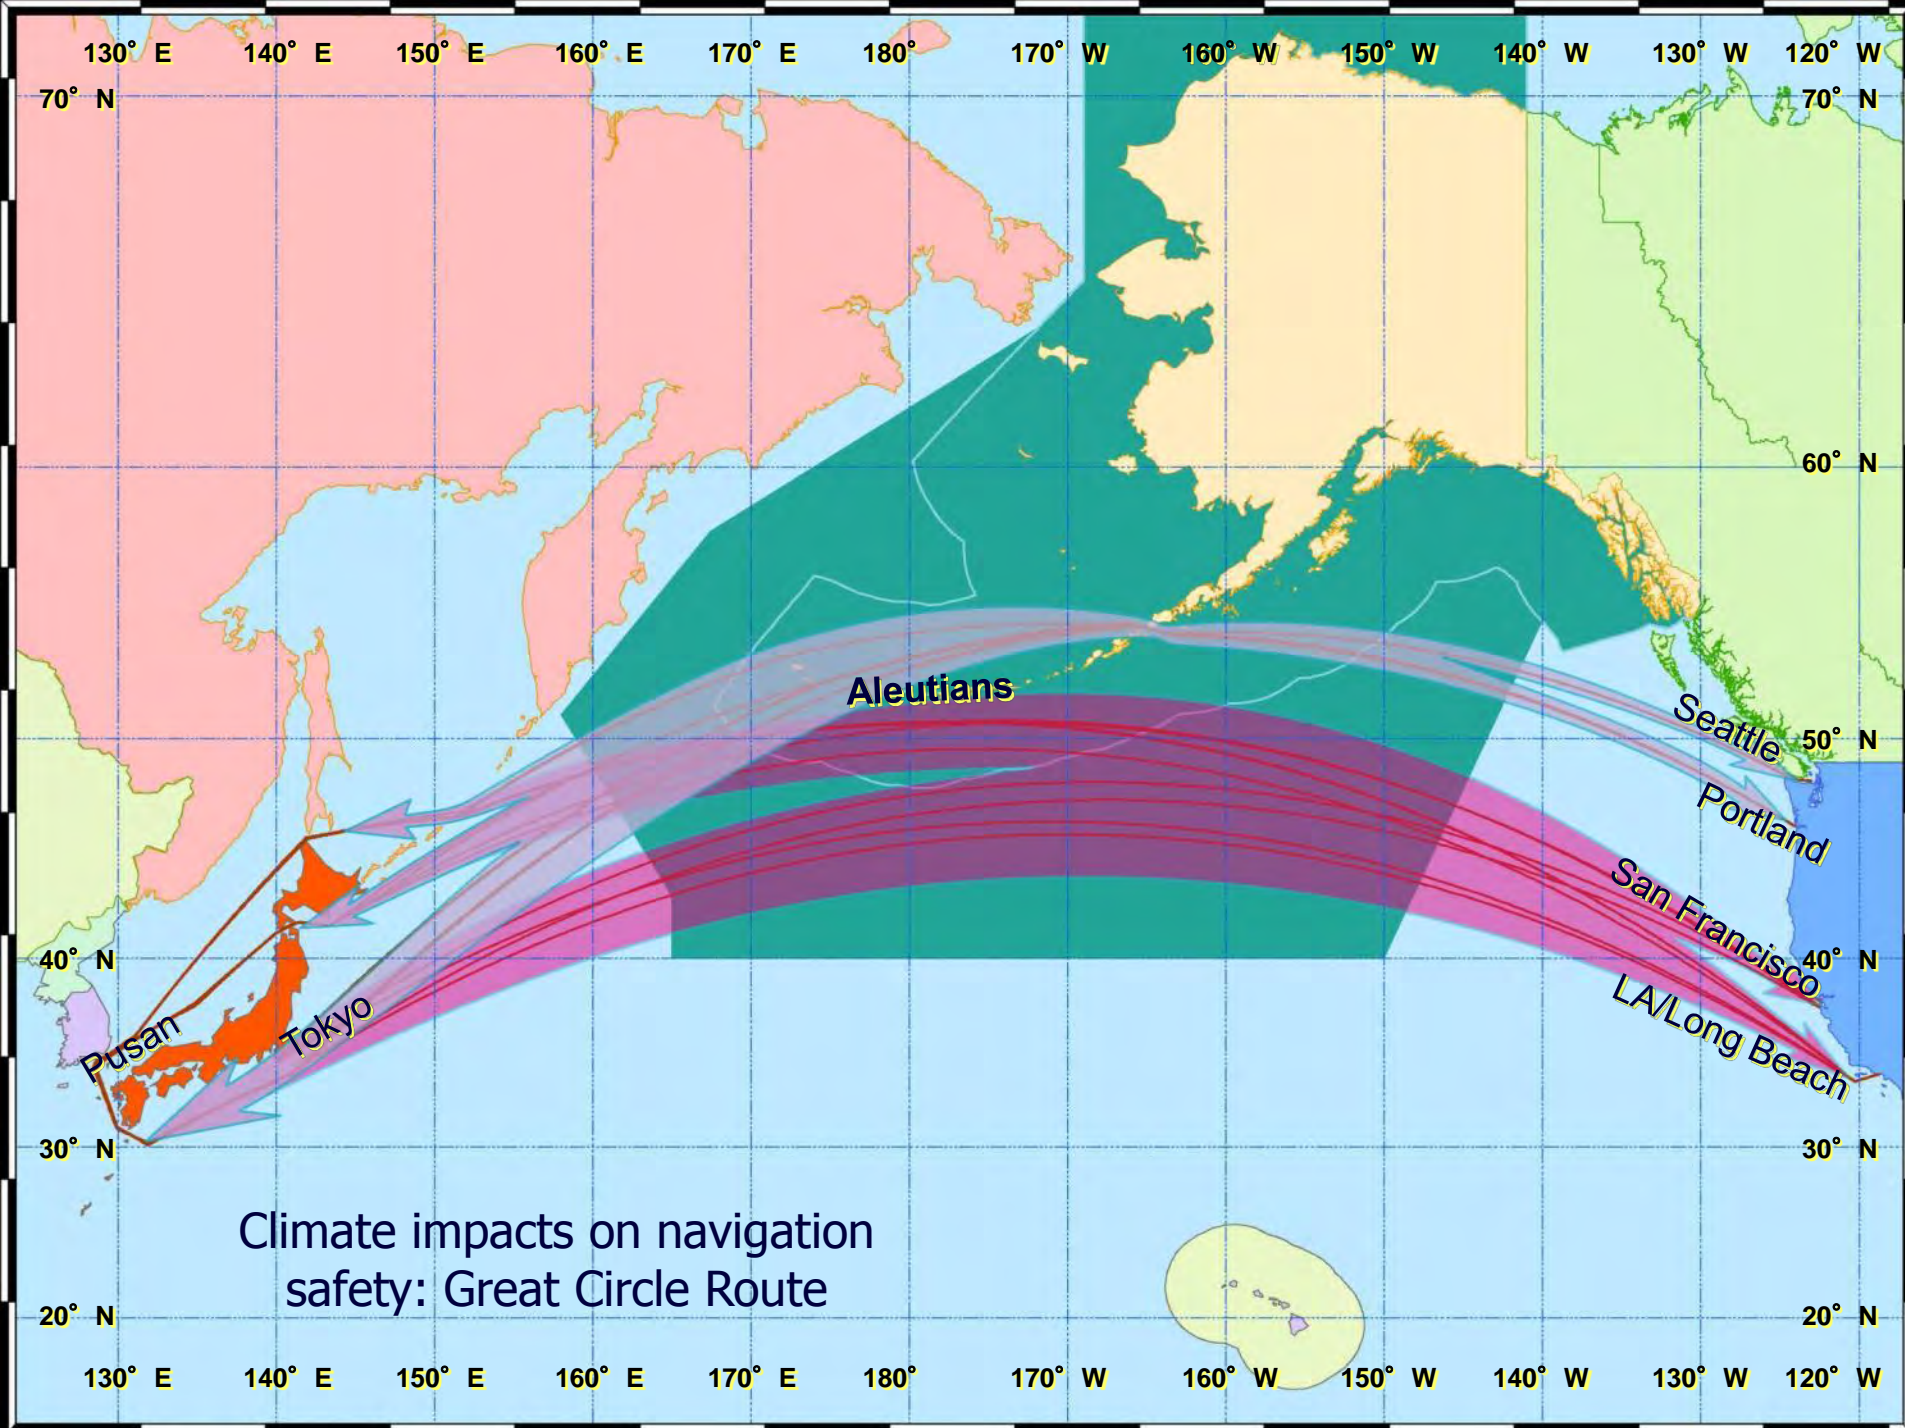 130° E 140° E 150° E 160° E 170° E 180° 170° W 160° W 150° W 140° W 130° W 120° W
70° N 70° N
60° N
Aleutians
Seattle
50° N
Portland
San Francisco
40° N 40° N
LA/Long Beach
Tokyo
Pusan
30° N 30° N
Climate impacts on navigation
safety: Great Circle Route
20° N 20° N
130° E 140° E 150° E 160° E 170° E 180° 170° W 160° W 150° W 140° W 130° W 120° W